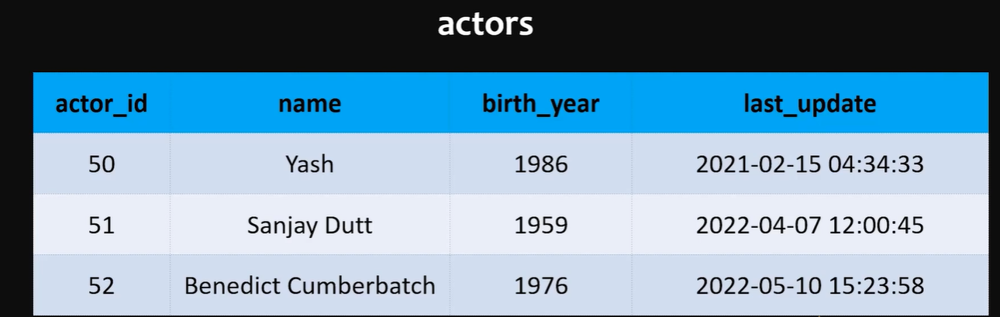 actors
actor_id name birth_year last_update
50 Yash 1986 2021-02-15 04:34:33
51 Sanjay Dutt 1959 2022-04-07 12:00:45
52 Benedict Cumberbatch 1976 2022-05-10 15:23:58